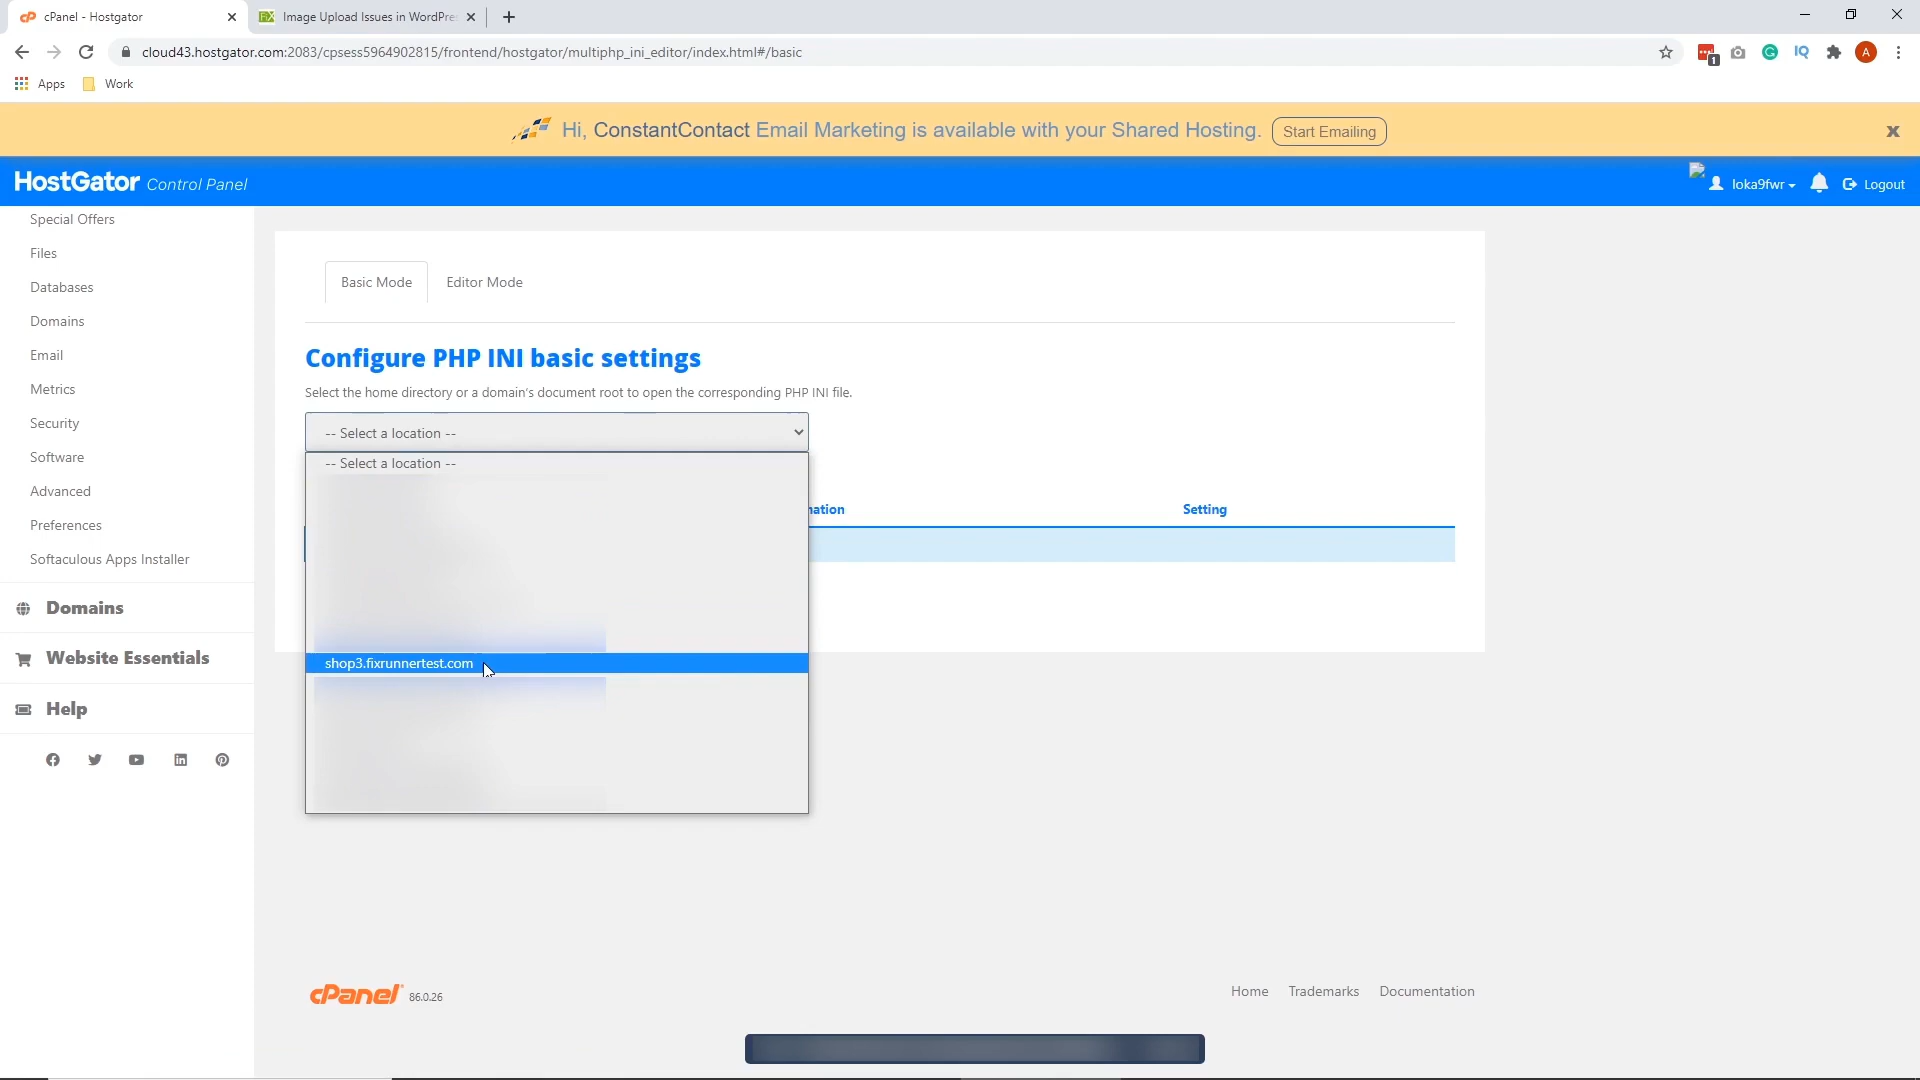 cPanel - Hostgator
Image Upload Issues in WordPre
cloud43.hostgator.com:2083/cpsess5964902815/frontend/hostgator/multiphp_ini_editor/index.html#/basic
1
IQ
A
Apps
Work
Hi, ConstantContact Email Marketing is available with your Shared Hosting.
Start Emailing
x
HostGator Control Panel
loka9fwr
Logout
Special Offers
Files
Databases
Domains
Email
Metrics
Security
Software
Advanced
Preferences
Softaculous Apps Installer
Domains
Website Essentials
Help
Basic Mode
Editor Mode
Configure PHP INI basic settings
Select the home directory or a domain's document root to open the corresponding PHP INI file.
-- Select a location --
-- Select a location --
mation
Setting
shop3.fixrunnertest.com
cPanel 86.0.26
Home
Trademarks
Documentation